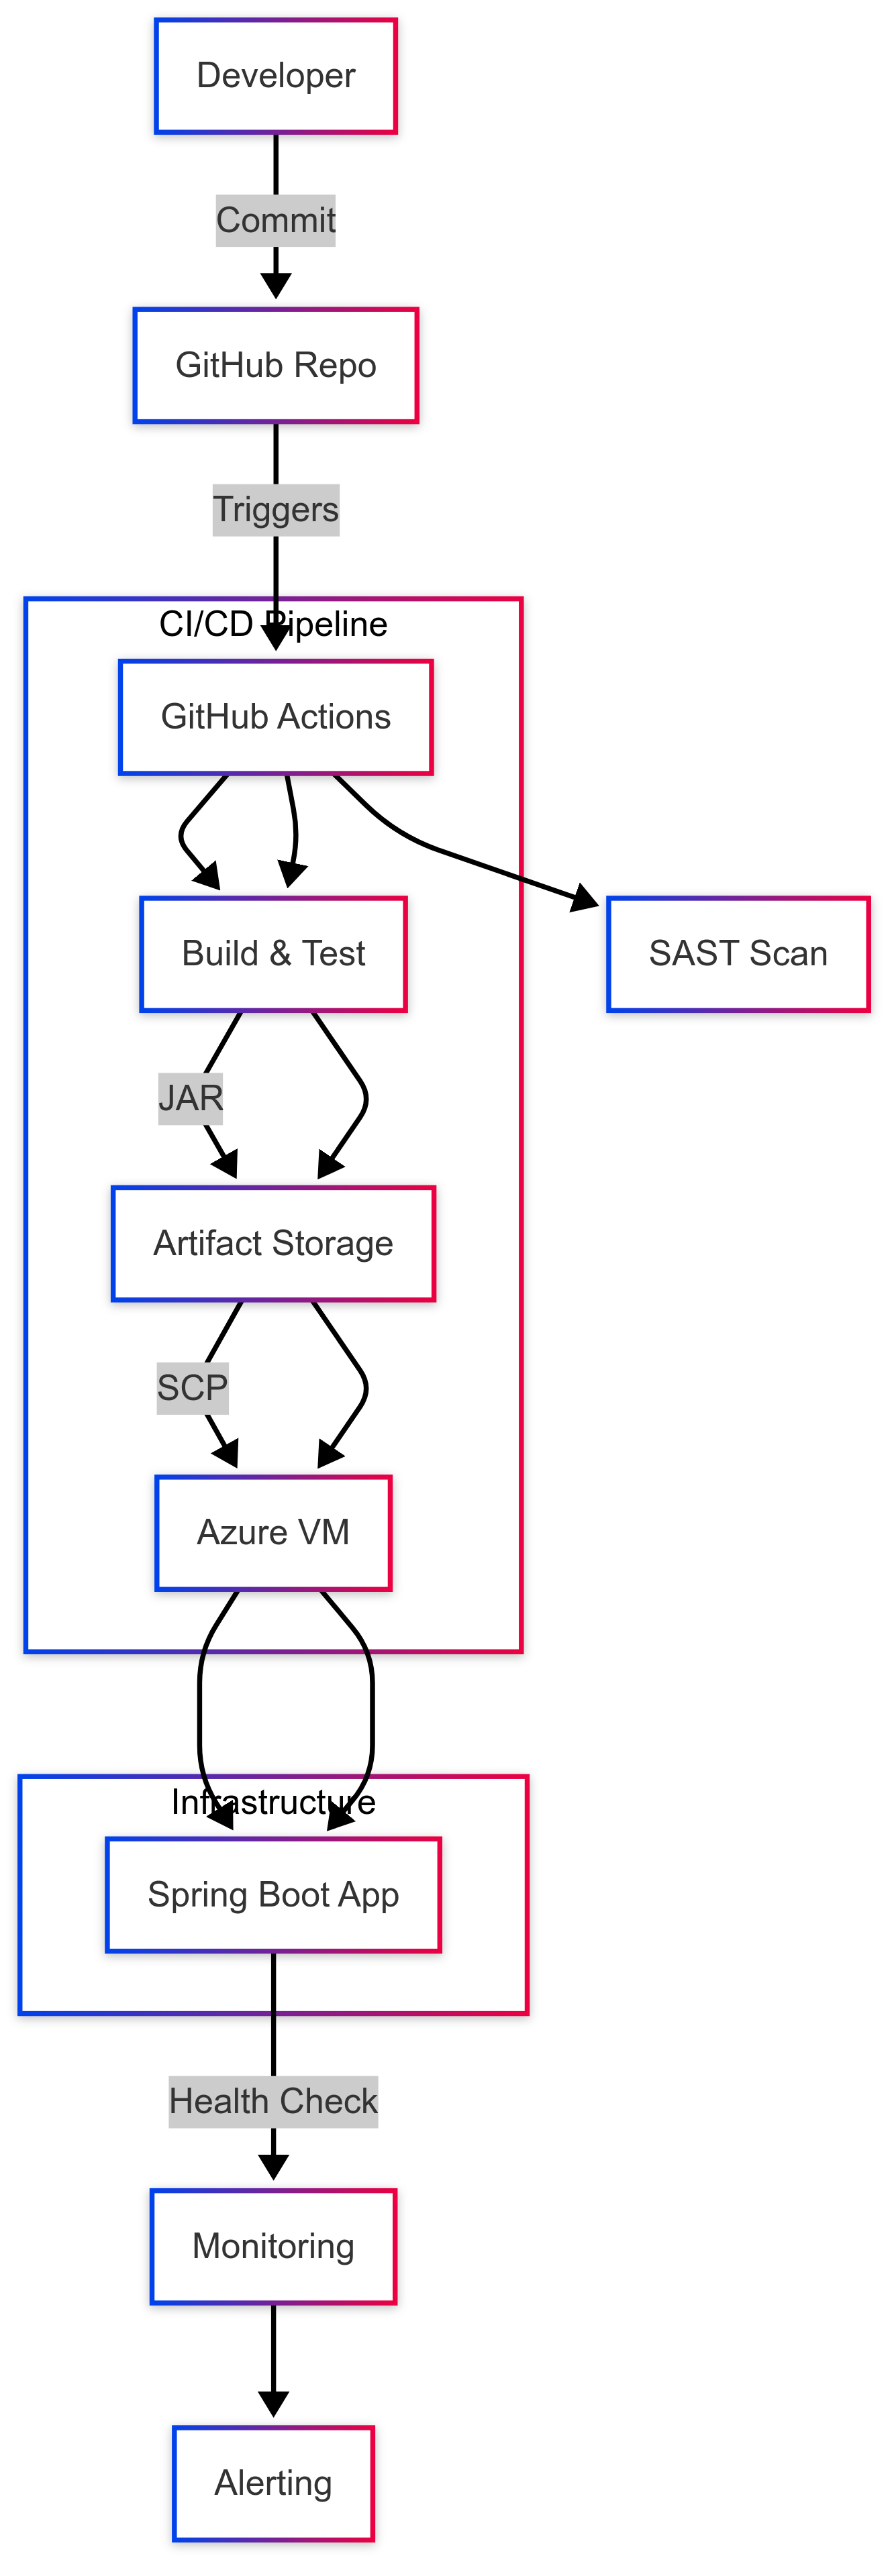 Developer
Commit
GitHub Repo
Triggers
CI/CD Pipeline
GitHub Actions
Build & Test
SAST Scan
JAR
Artifact Storage
SCP
Azure VM
Infrastructure
Spring Boot App
Health Check
Monitoring
Alerting